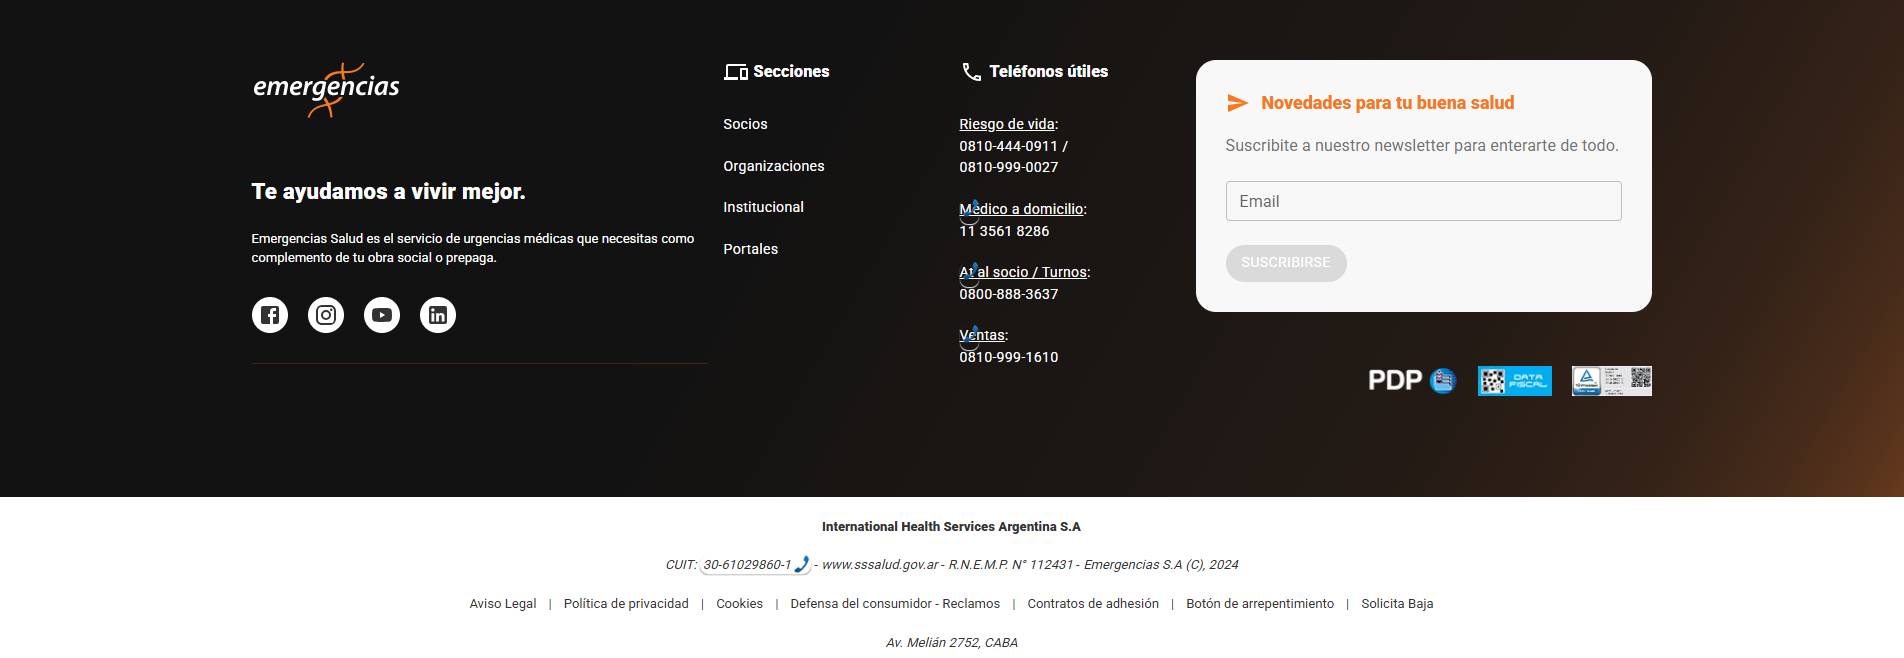 emergencias
Te ayudamos a vivir mejor.
Emergencias Salud es el servicio de urgencias médicas que necesitas como
complemento de tu obra social o prepaga.
Secciones
Socios
Organizaciones
Institucional
Portales
Teléfonos útiles
Riesgo de vida:
0810-444-0911 /
0810-999-0027
Médico a domicilio:
11 3561 8286
At al socio / Turnos:
0800-888-3637
Ventas:
0810-999-1610
Novedades para tu buena salud
Suscribite a nuestro newsletter para enterarte de todo.
Email
SUSCRIBIRSE
PDP
DATA
FISCAL
International Health Services Argentina S.A
CUIT: 30-61029860-1 - www.sssalud.gov.ar - R.N.E.M.P. N° 112431 - Emergencias S.A (C), 2024
Aviso Legal | Política de privacidad | Cookies | Defensa del consumidor - Reclamos | Contratos de adhesión | Botón de arrepentimiento | Solicita Baja
Av. Melián 2752, CABA